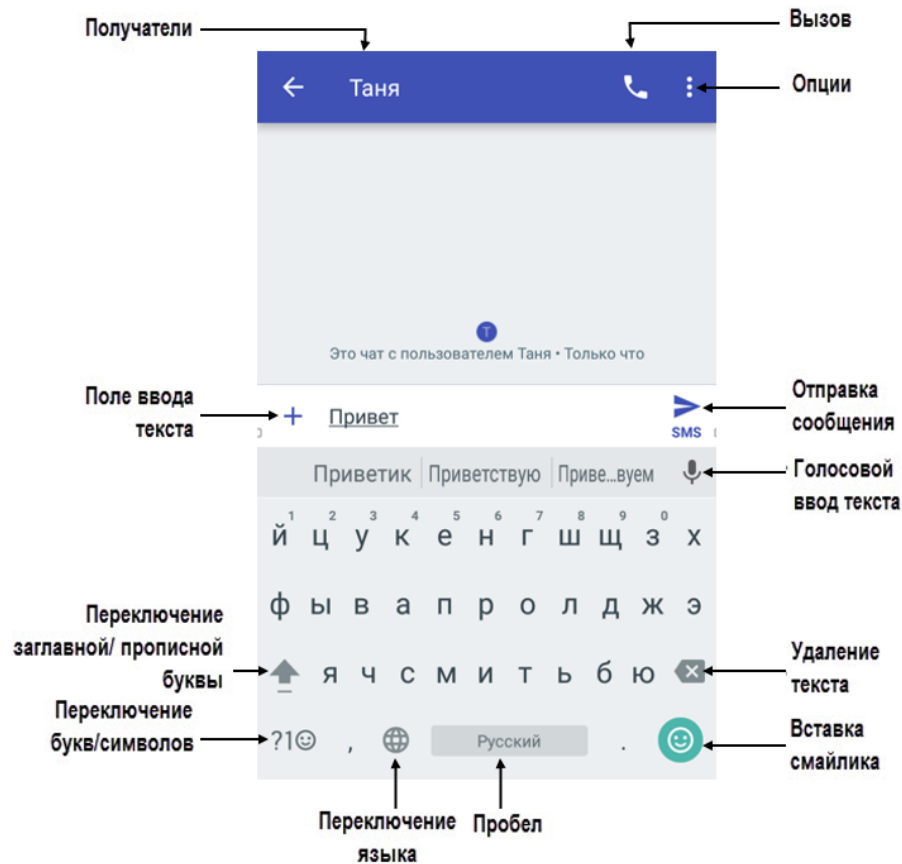 Получатели
Вызов
Таня
Опции
T
Это чат с пользователем Таня • Только что
Поле ввода
текста
Привет
SMS
Отправка
сообщения
Приветик Приветствую Приве...вуем
Голосовой
ввод текста
1 2 3 4 5 6 7 8 9 0
й ц у к е н г ш щ з х
ф ы в а п р о л д ж э
Переключение
заглавной/ прописной
буквы
я ч с м и т ь б ю
Удаление
текста
Переключение
букв/символов
?1☺ , Русский .
Вставка
смайлика
Переключение
языка
Пробел